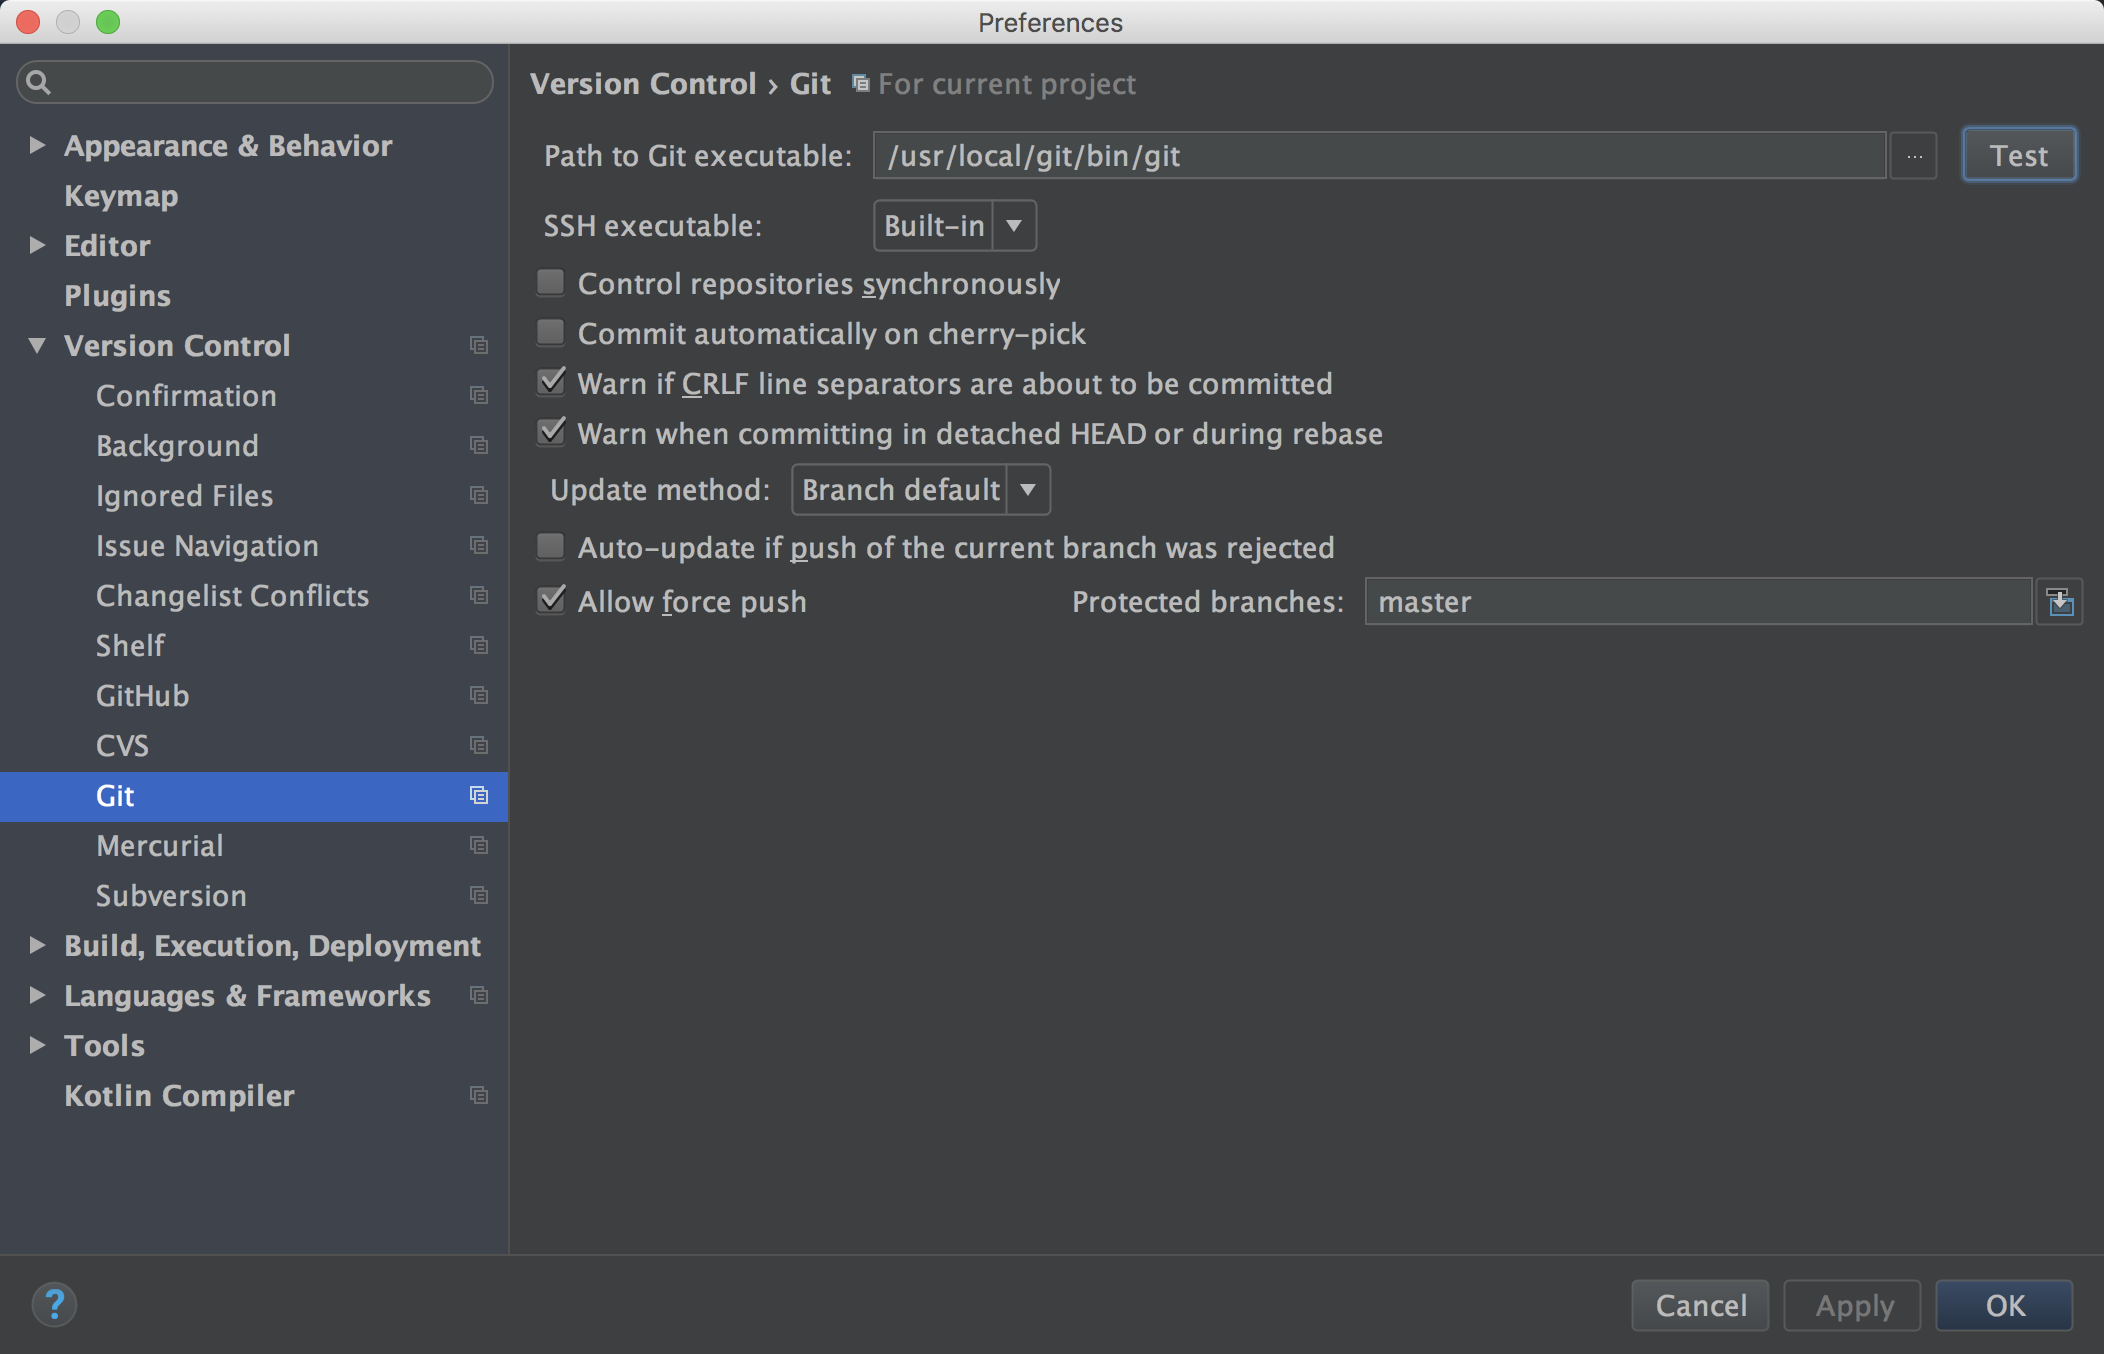 Preferences
Appearance & Behavior
Keymap
Editor
Plugins
Version Control
Confirmation
Background
Ignored Files
Issue Navigation
Changelist Conflicts
Shelf
GitHub
CVS
Git
Mercurial
Subversion
Build, Execution, Deployment
Languages & Frameworks
Tools
Kotlin Compiler
Version Control › Git For current project
Path to Git executable: /usr/local/git/bin/git ... Test
SSH executable: Built-in
Control repositories synchronously
Commit automatically on cherry-pick
Warn if CRLF line separators are about to be committed
Warn when committing in detached HEAD or during rebase
Update method: Branch default
Auto-update if push of the current branch was rejected
Allow force push Protected branches: master
? Cancel Apply OK